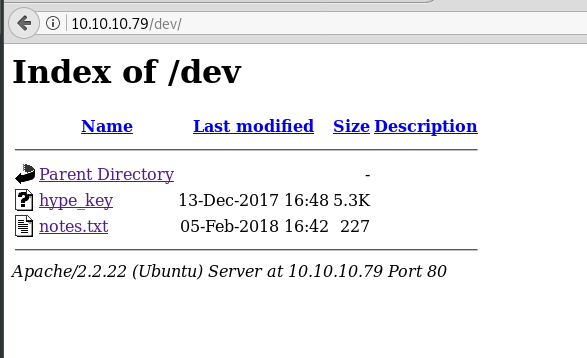 10.10.10.79/dev/
Index of /dev
Name Last modified Size Description
Parent Directory -
hype_key 13-Dec-2017 16:48 5.3K
notes.txt 05-Feb-2018 16:42 227
Apache/2.2.22 (Ubuntu) Server at 10.10.10.79 Port 80